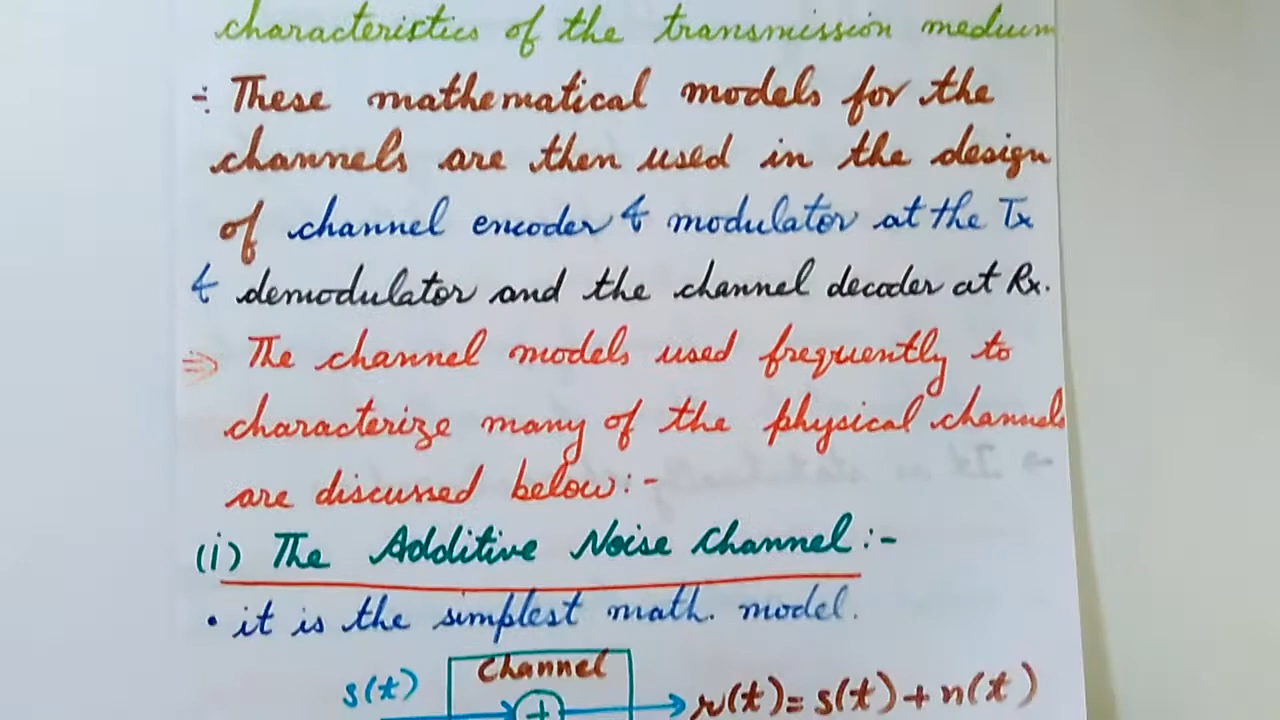 characteristics of the transmission medium
÷ These mathematical models for the
channels are then used in the design
of channel encoder & modulator at the Tx
& demodulator and the channel decoder at Rx.
⇒ The channel models used frequently to
characterize many of the physical channels
are discussed below:-
(i) The Additive Noise Channel:-
• it is the simplest math. model.
Channel
s(t) + r(t) = s(t) + n(t)